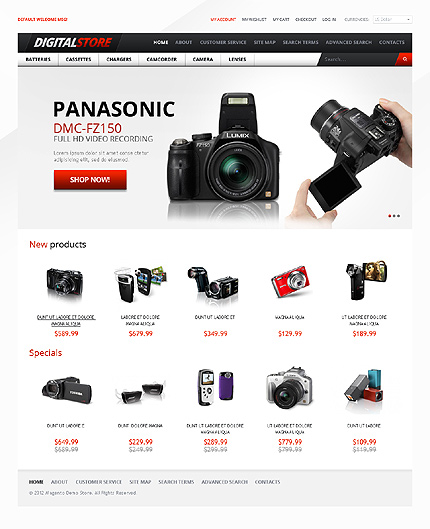 DEFAULT WELCOME MSG!
MY ACCOUNT MY WISHLIST MY CART CHECKOUT LOG IN CURRENCIES:
DIGITALSTORE
HOME ABOUT CUSTOMER SERVICE SITE MAP SEARCH TERMS ADVANCED SEARCH CONTACTS
BATTERIES CASSETTES CHARGERS CAMCORDER CAMERA LENSES
Search...
PANASONIC
DMC-FZ150
FULL HD VIDEO RECORDING
Lorem ipsum dolor sit amet conse ctetur
adipisicing elit, sed do eiusmod.
SHOP NOW!
LUMIX
FZ150
New products
DUNT UT LABORE ET DOLORE
MAGNA ALIQUA
$589.99
LABORE ET DOLORE
MAGNA ALIQUA
$679.99
DUNT UT LABORE ET
$349.99
MAGNA ALIQUA
$129.99
UT LABORE ET DOLORE
MAGNA ALIQUA
$189.99
Specials
DUNT UT LABORE E
$649.99
$689.99
DUNT DOLORE MAGNA
$229.99
$249.99
DUNT UT LABORE ET DOLORE
MAGNA ALIQUA
$289.99
$299.99
UT LABORE ET DOLORE
MAGNA ALIQUA
$779.99
$799.99
DUNT UT LABORE
$109.99
$119.99
HOME ABOUT CUSTOMER SERVICE SITE MAP SEARCH TERMS ADVANCED SEARCH CONTACTS
© 2012 Magento Demo Store. All Rights Reserved.